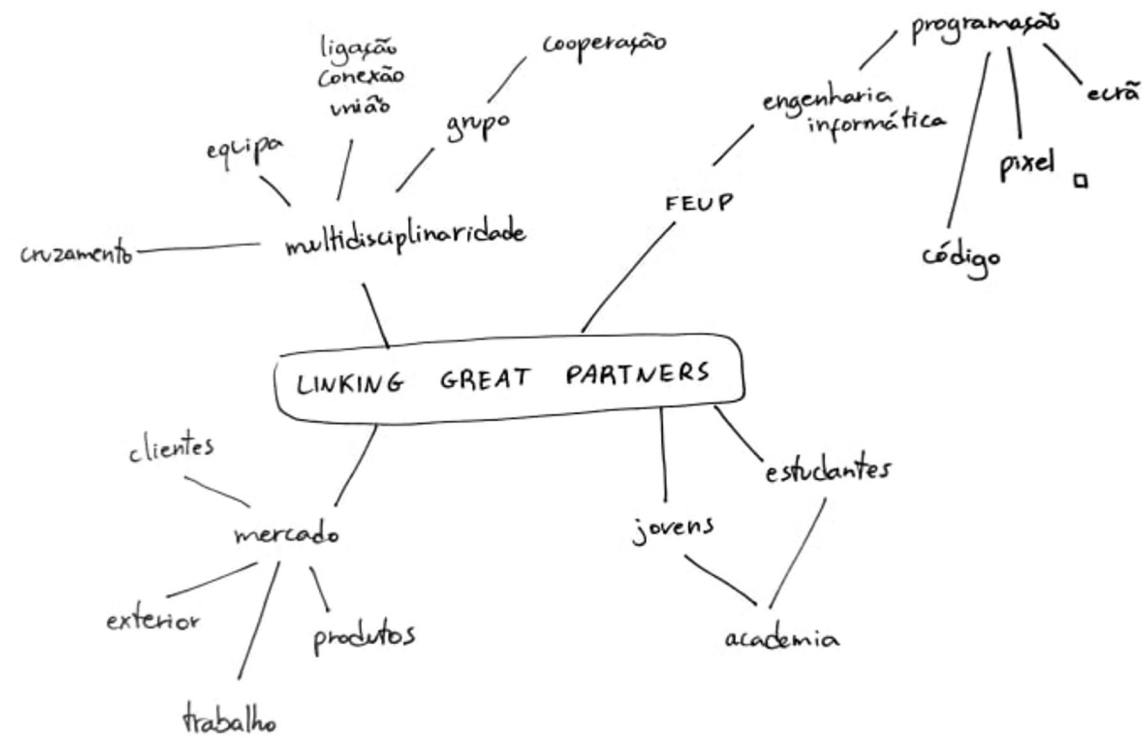 programação
ligação
conexão
união
cooperação
engenharia
informática
ecrã
grupo
equipa
pixel
FEUP
multidisciplinaridade
cruzamento
código
LINKING GREAT PARTNERS
clientes
estudantes
mercado
jovens
exterior
produtos
academia
trabalho